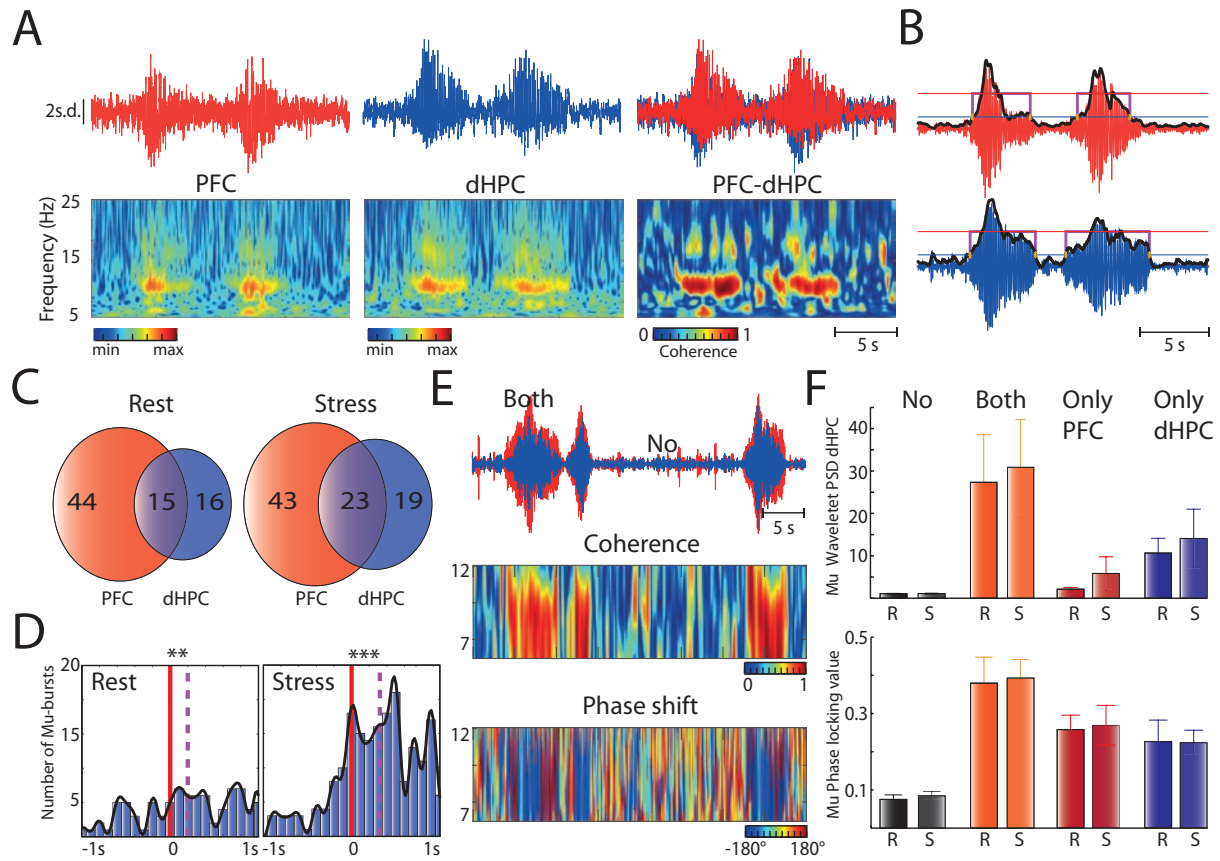 A
B
2s.d.
PFC
dHPC
PFC-dHPC
Frequency (Hz)
25
15
5
min max
min max
0 1
Coherence
5 s
5 s
C
Rest
Stress
44 15 16
43 23 19
PFC dHPC
PFC dHPC
D
Number of Mu-bursts
20
15
5
**
Rest
-1s 0 1s
***
Stress
-1s 0 1s
E
Both
No
5 s
Coherence
12
7
0 1
Phase shift
12
7
-180° 180°
F
No Both Only PFC Only dHPC
Mu Waveletet PSD dHPC
40
30
20
10
R S R S R S R S
Mu Phase locking value
0.5
0.3
0.1
R S R S R S R S